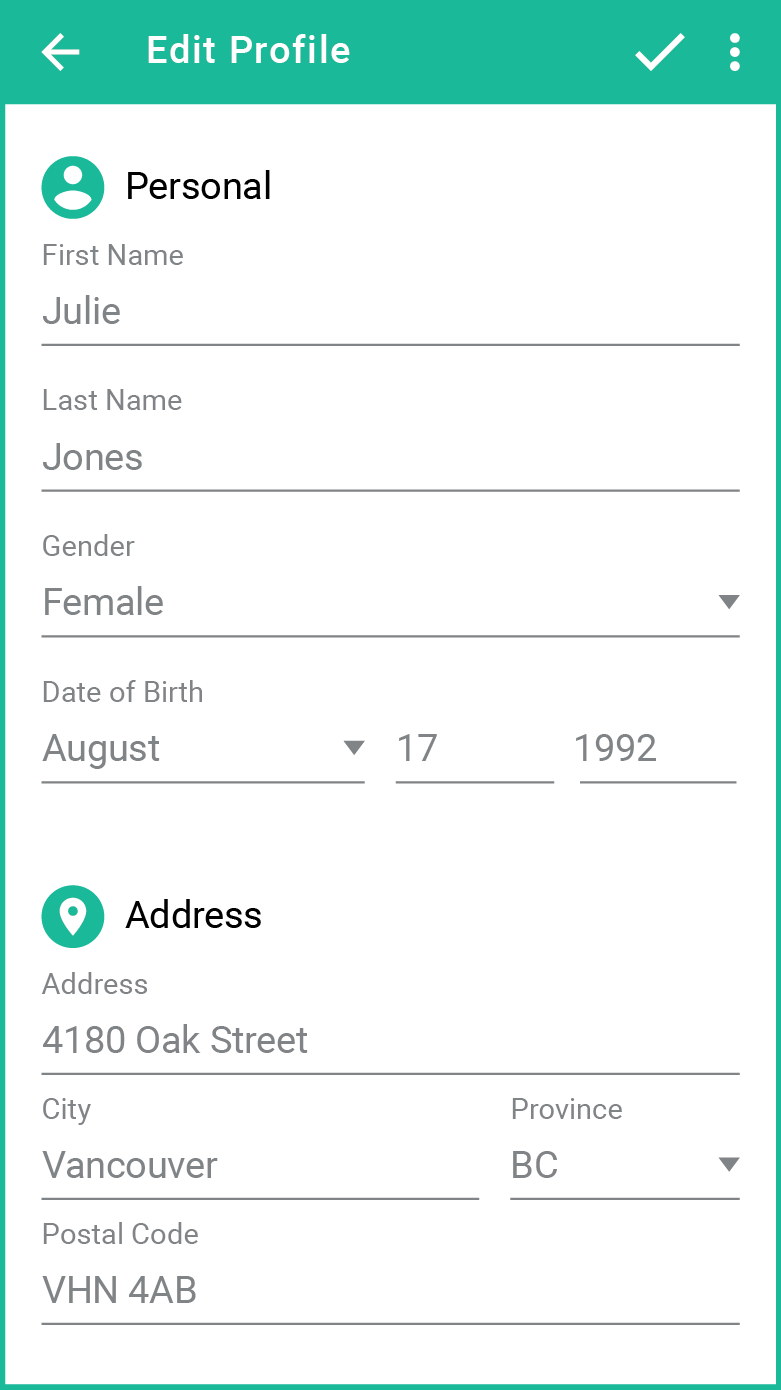 Edit Profile
Personal
First Name
Julie
Last Name
Jones
Gender
Female
Date of Birth
August 17 1992
Address
Address
4180 Oak Street
City Province
Vancouver BC
Postal Code
VHN 4AB